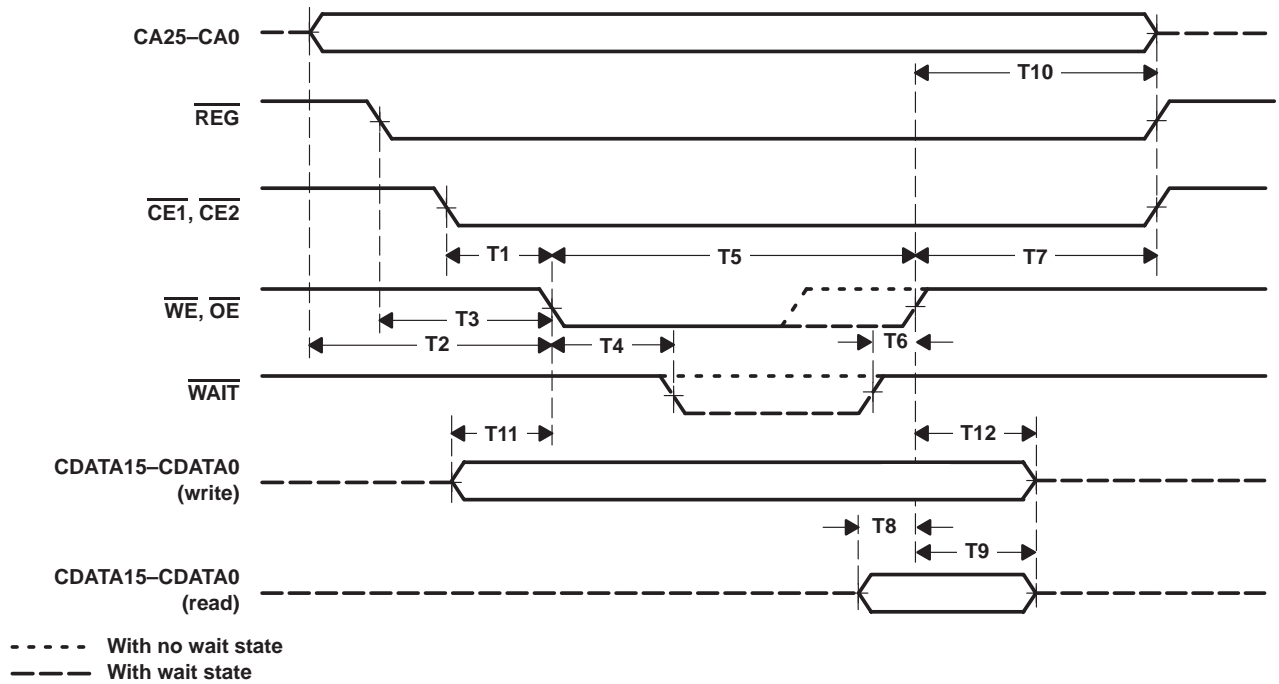 CA25–CA0
T10
REG
CE1, CE2
T1
T5
T7
WE, OE
T3
T6
T2
T4
WAIT
T11
T12
CDATA15–CDATA0
(write)
T8
T9
CDATA15–CDATA0
(read)
With no wait state
With wait state